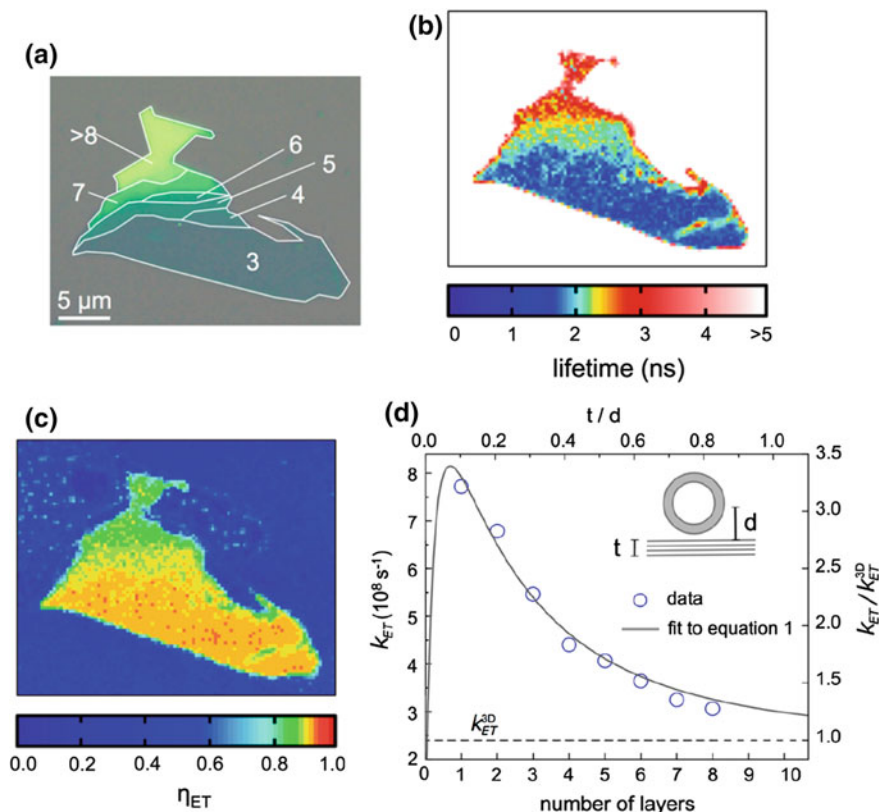 (a)
>8
6
5
7
4
3
5 µm
(b)
0 1 2 3 4 >5
lifetime (ns)
(c)
0.0 0.2 0.4 0.6 0.8 1.0
ηET
(d)
t / d
0.0 0.2 0.4 0.6 0.8 1.0
8
7
6
5
4
3
2
kET (10⁸ s⁻¹)
3.5
3.0
2.5
2.0
1.5
1.0
kET / k3DET
d
t
data
fit to equation 1
k3DET
1 2 3 4 5 6 7 8 9 10
number of layers